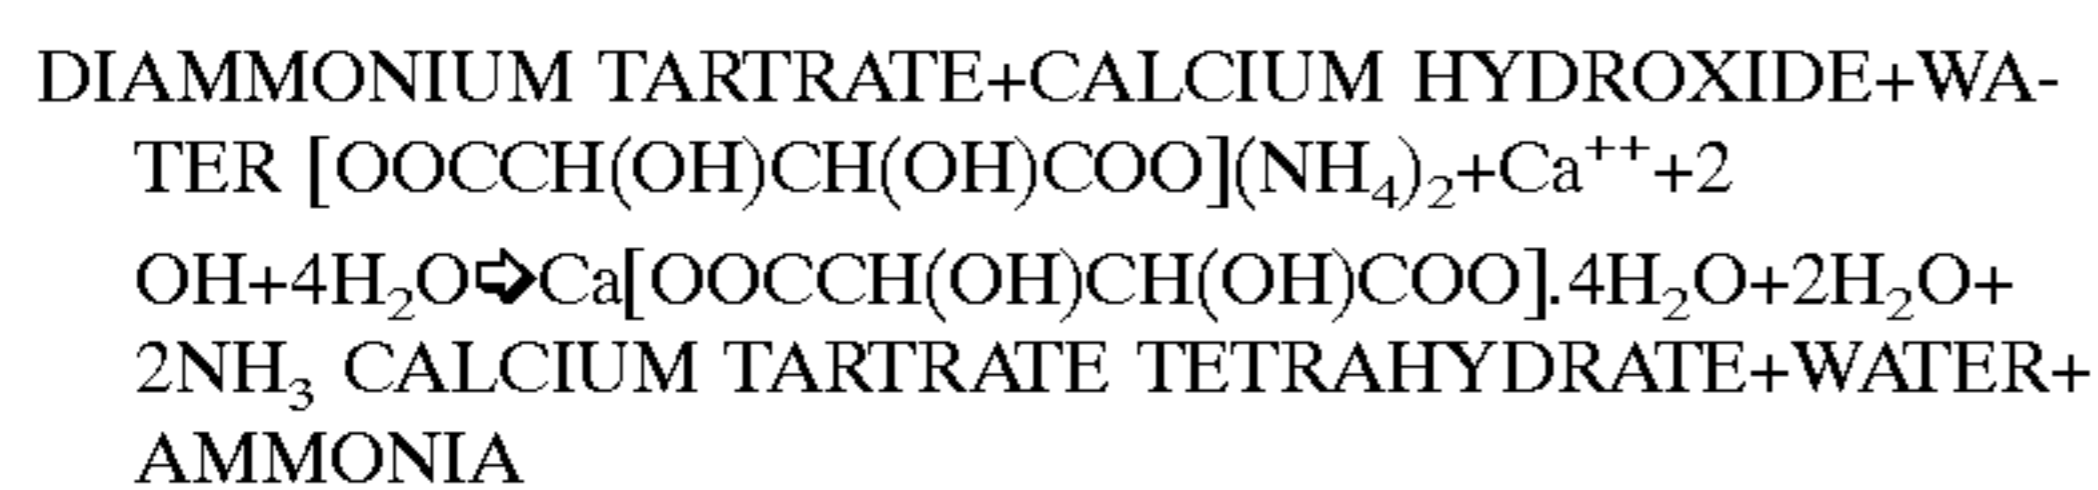 DIAMMONIUM TARTRATE+CALCIUM HYDROXIDE+WA-
TER [OOCCH(OH)CH(OH)COO](NH₄)₂+Ca⁺⁺+2
OH+4H₂O➩Ca[OOCCH(OH)CH(OH)COO].4H₂O+2H₂O+
2NH₃ CALCIUM TARTRATE TETRAHYDRATE+WATER+
AMMONIA